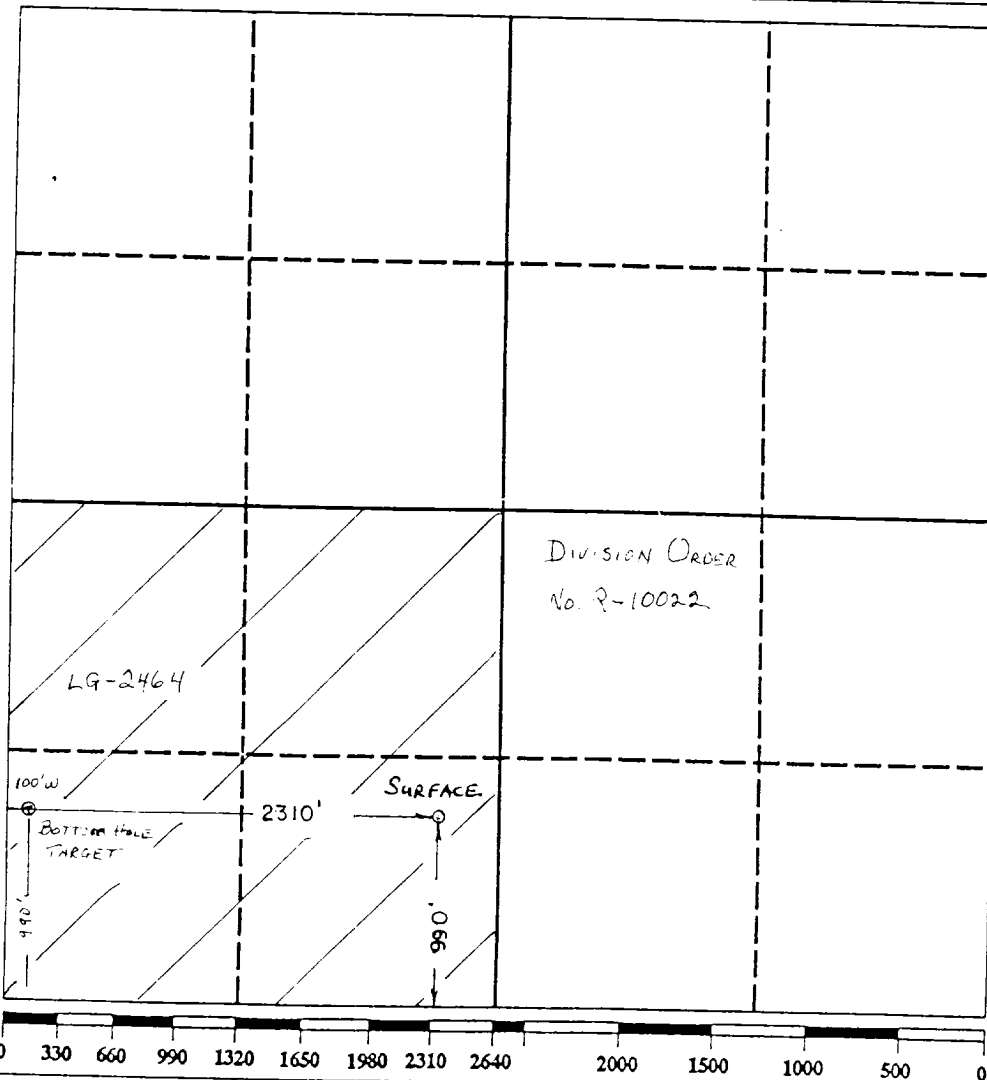 DIVISION ORDER
No. R-10022
LG-2464
100'W
SURFACE
2310'
BOTTOM HOLE
TARGET
990'
990'
0 330 660 990 1320 1650 1980 2310 2640 2000 1500 1000 500 0